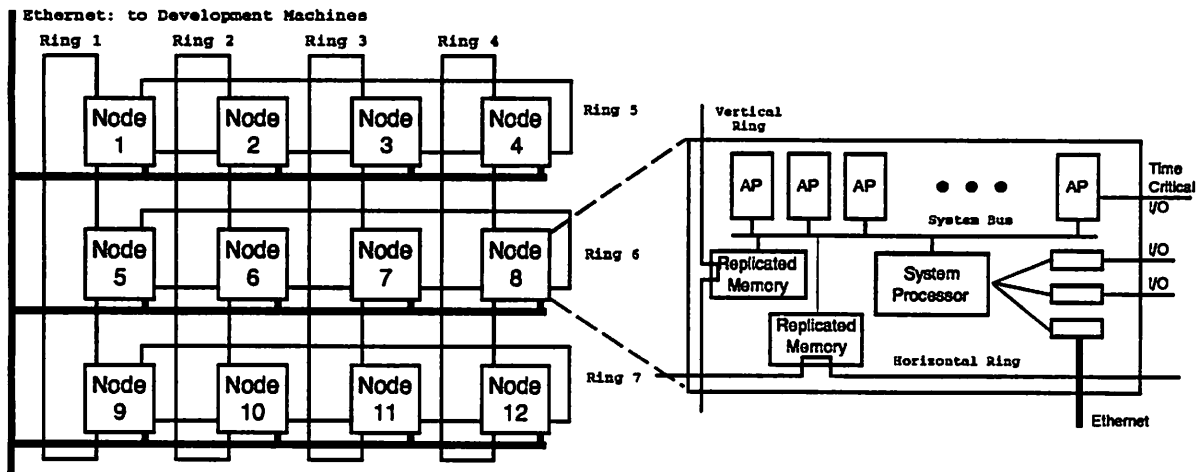 Ethernet: to Development Machines
Ring 1
Ring 2
Ring 3
Ring 4
Node
1
Node
2
Node
3
Node
4
Ring 5
Node
5
Node
6
Node
7
Node
8
Ring 6
Node
9
Node
10
Node
11
Node
12
Ring 7
Vertical
Ring
AP
AP
AP
AP
Time
Critical
I/O
System Bus
Replicated
Memory
System
Processor
I/O
I/O
Replicated
Memory
Horizontal Ring
Ethernet